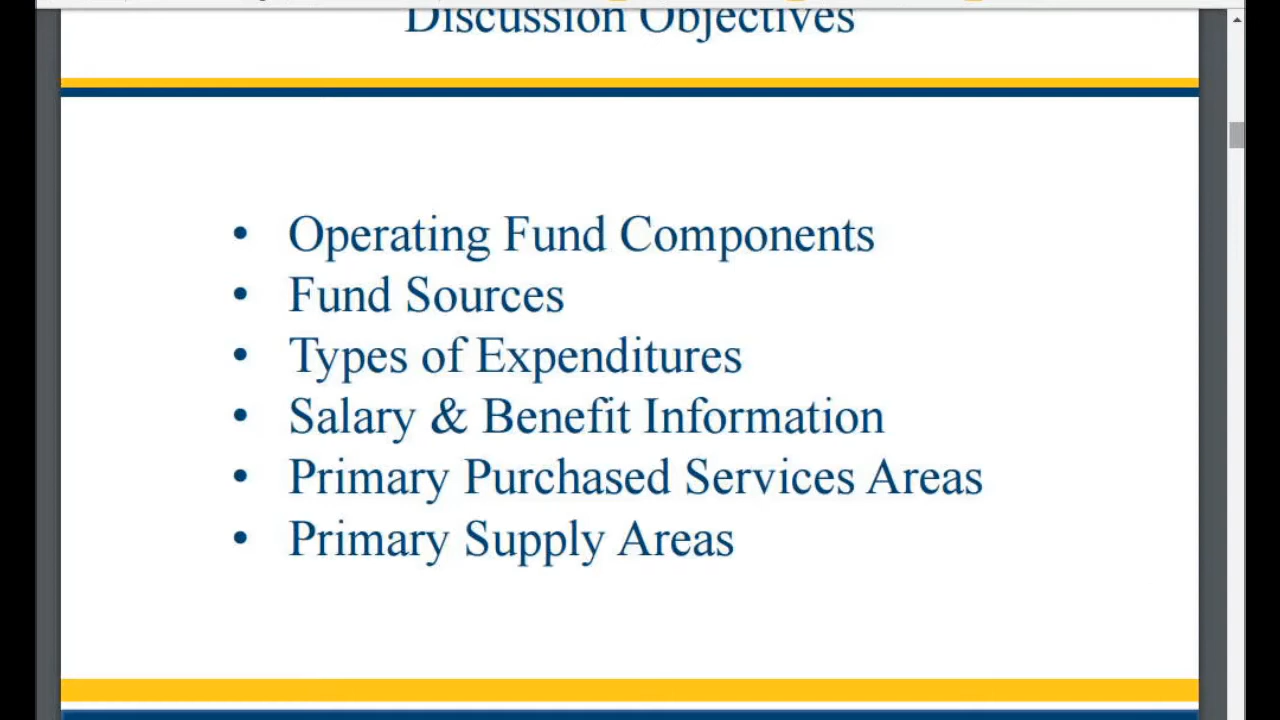 Discussion Objectives
• Operating Fund Components
• Fund Sources
• Types of Expenditures
• Salary & Benefit Information
• Primary Purchased Services Areas
• Primary Supply Areas